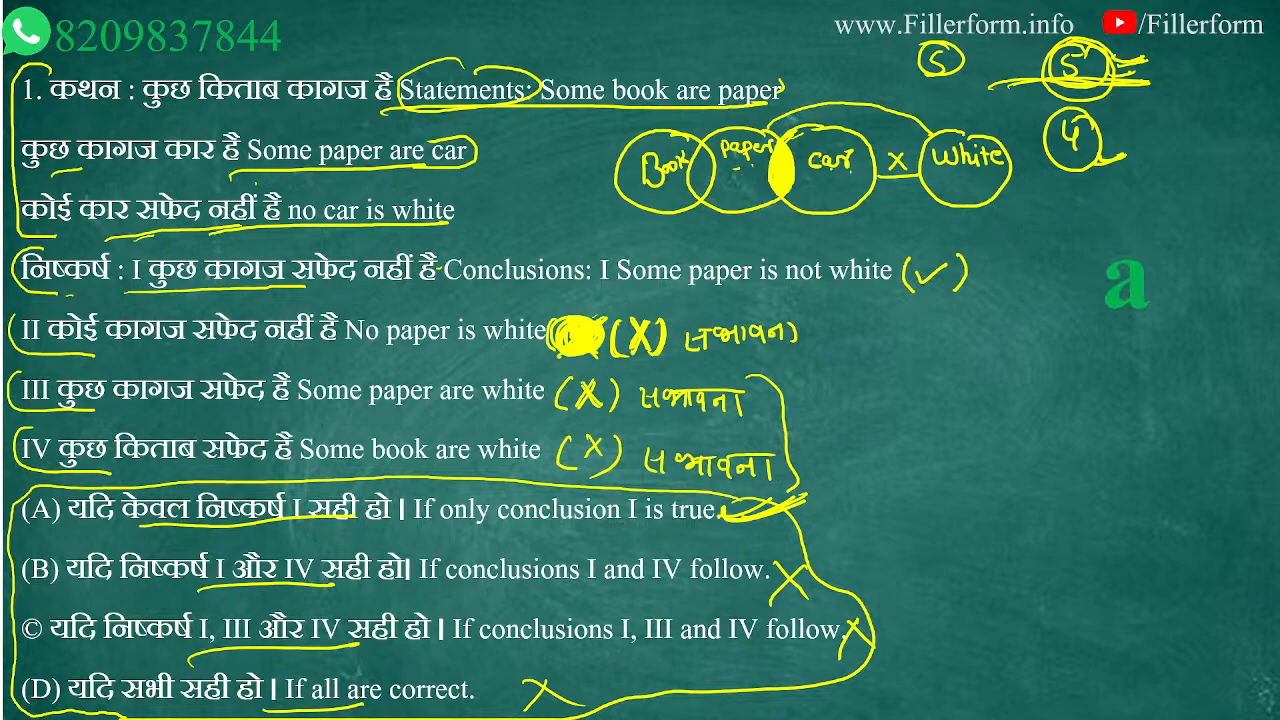 8209837844
www.Fillerform.info /Fillerform
1. कथन : कुछ किताब कागज है Statements: Some book are paper
5 5
कुछ कागज कार है Some paper are car
Book paper car x White
4
कोई कार सफेद नहीं है no car is white
निष्कर्ष : I कुछ कागज सफेद नहीं है Conclusions: I Some paper is not white (✓)
a
II कोई कागज सफेद नहीं है No paper is white (X) सम्भावना
III कुछ कागज सफेद है Some paper are white (X) सम्भावना
IV कुछ किताब सफेद है Some book are white (X) सम्भावना
(A) यदि केवल निष्कर्ष I सही हो | If only conclusion I is true.
(B) यदि निष्कर्ष I और IV सही हो| If conclusions I and IV follow. X
© यदि निष्कर्ष I, III और IV सही हो | If conclusions I, III and IV follow. X
(D) यदि सभी सही हो | If all are correct. X